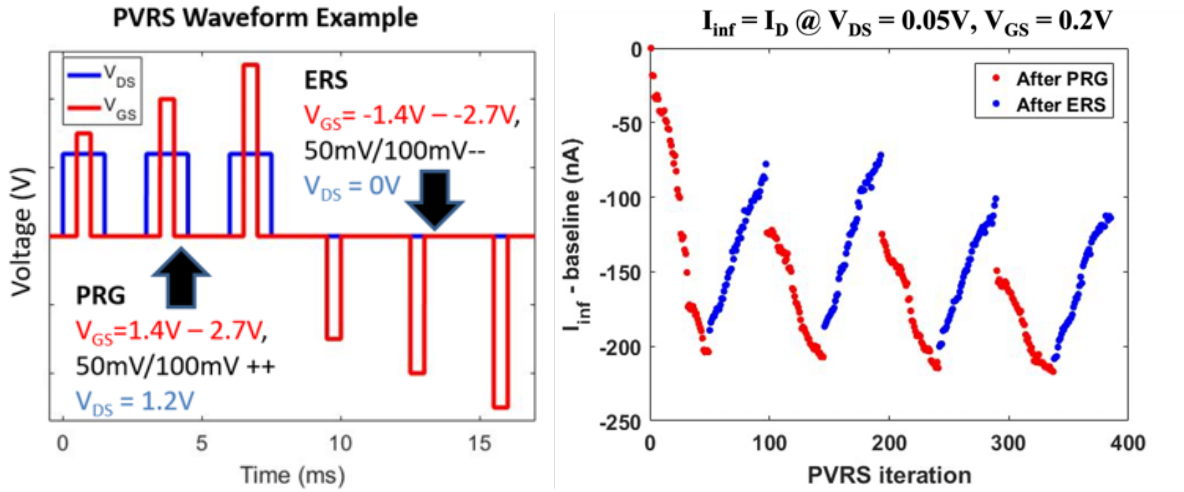 PVRS Waveform Example
V_DS
V_GS
ERS
V_GS= -1.4V – -2.7V,
50mV/100mV--
V_DS = 0V
PRG
V_GS=1.4V – 2.7V,
50mV/100mV ++
V_DS = 1.2V
Voltage (V)
0
5
10
15
Time (ms)
I_inf = I_D @ V_DS = 0.05V, V_GS = 0.2V
After PRG
After ERS
I_inf - baseline (nA)
0
-50
-100
-150
-200
-250
0
100
200
300
400
PVRS iteration